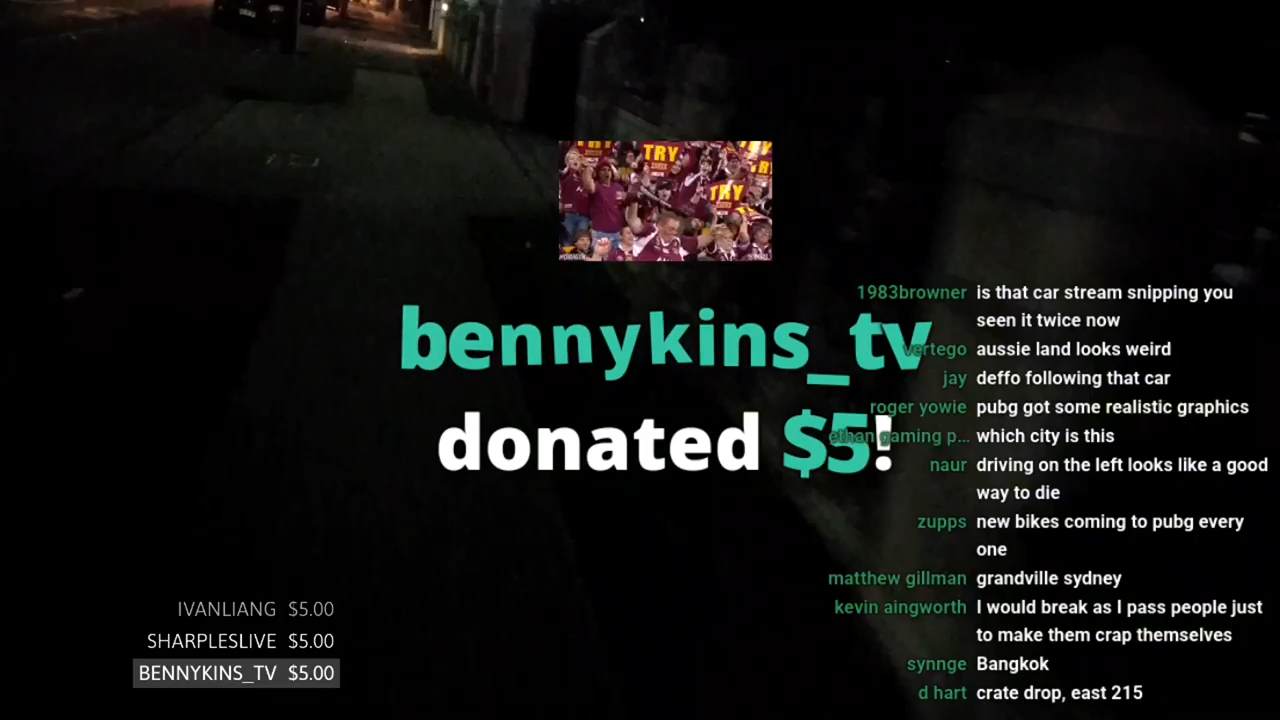 TRY
TRY
1983browner is that car stream snipping you
seen it twice now
bennykins_tv
vertego aussie land looks weird
jay deffo following that car
roger yowie pubg got some realistic graphics
donated $5!
ethan gaming p... which city is this
naur driving on the left looks like a good
way to die
zupps new bikes coming to pubg every
one
matthew gillman grandville sydney
kevin aingworth I would break as I pass people just
to make them crap themselves
synnge Bangkok
d hart crate drop, east 215
IVANLIANG $5.00
SHARPLESLIVE $5.00
BENNYKINS_TV $5.00